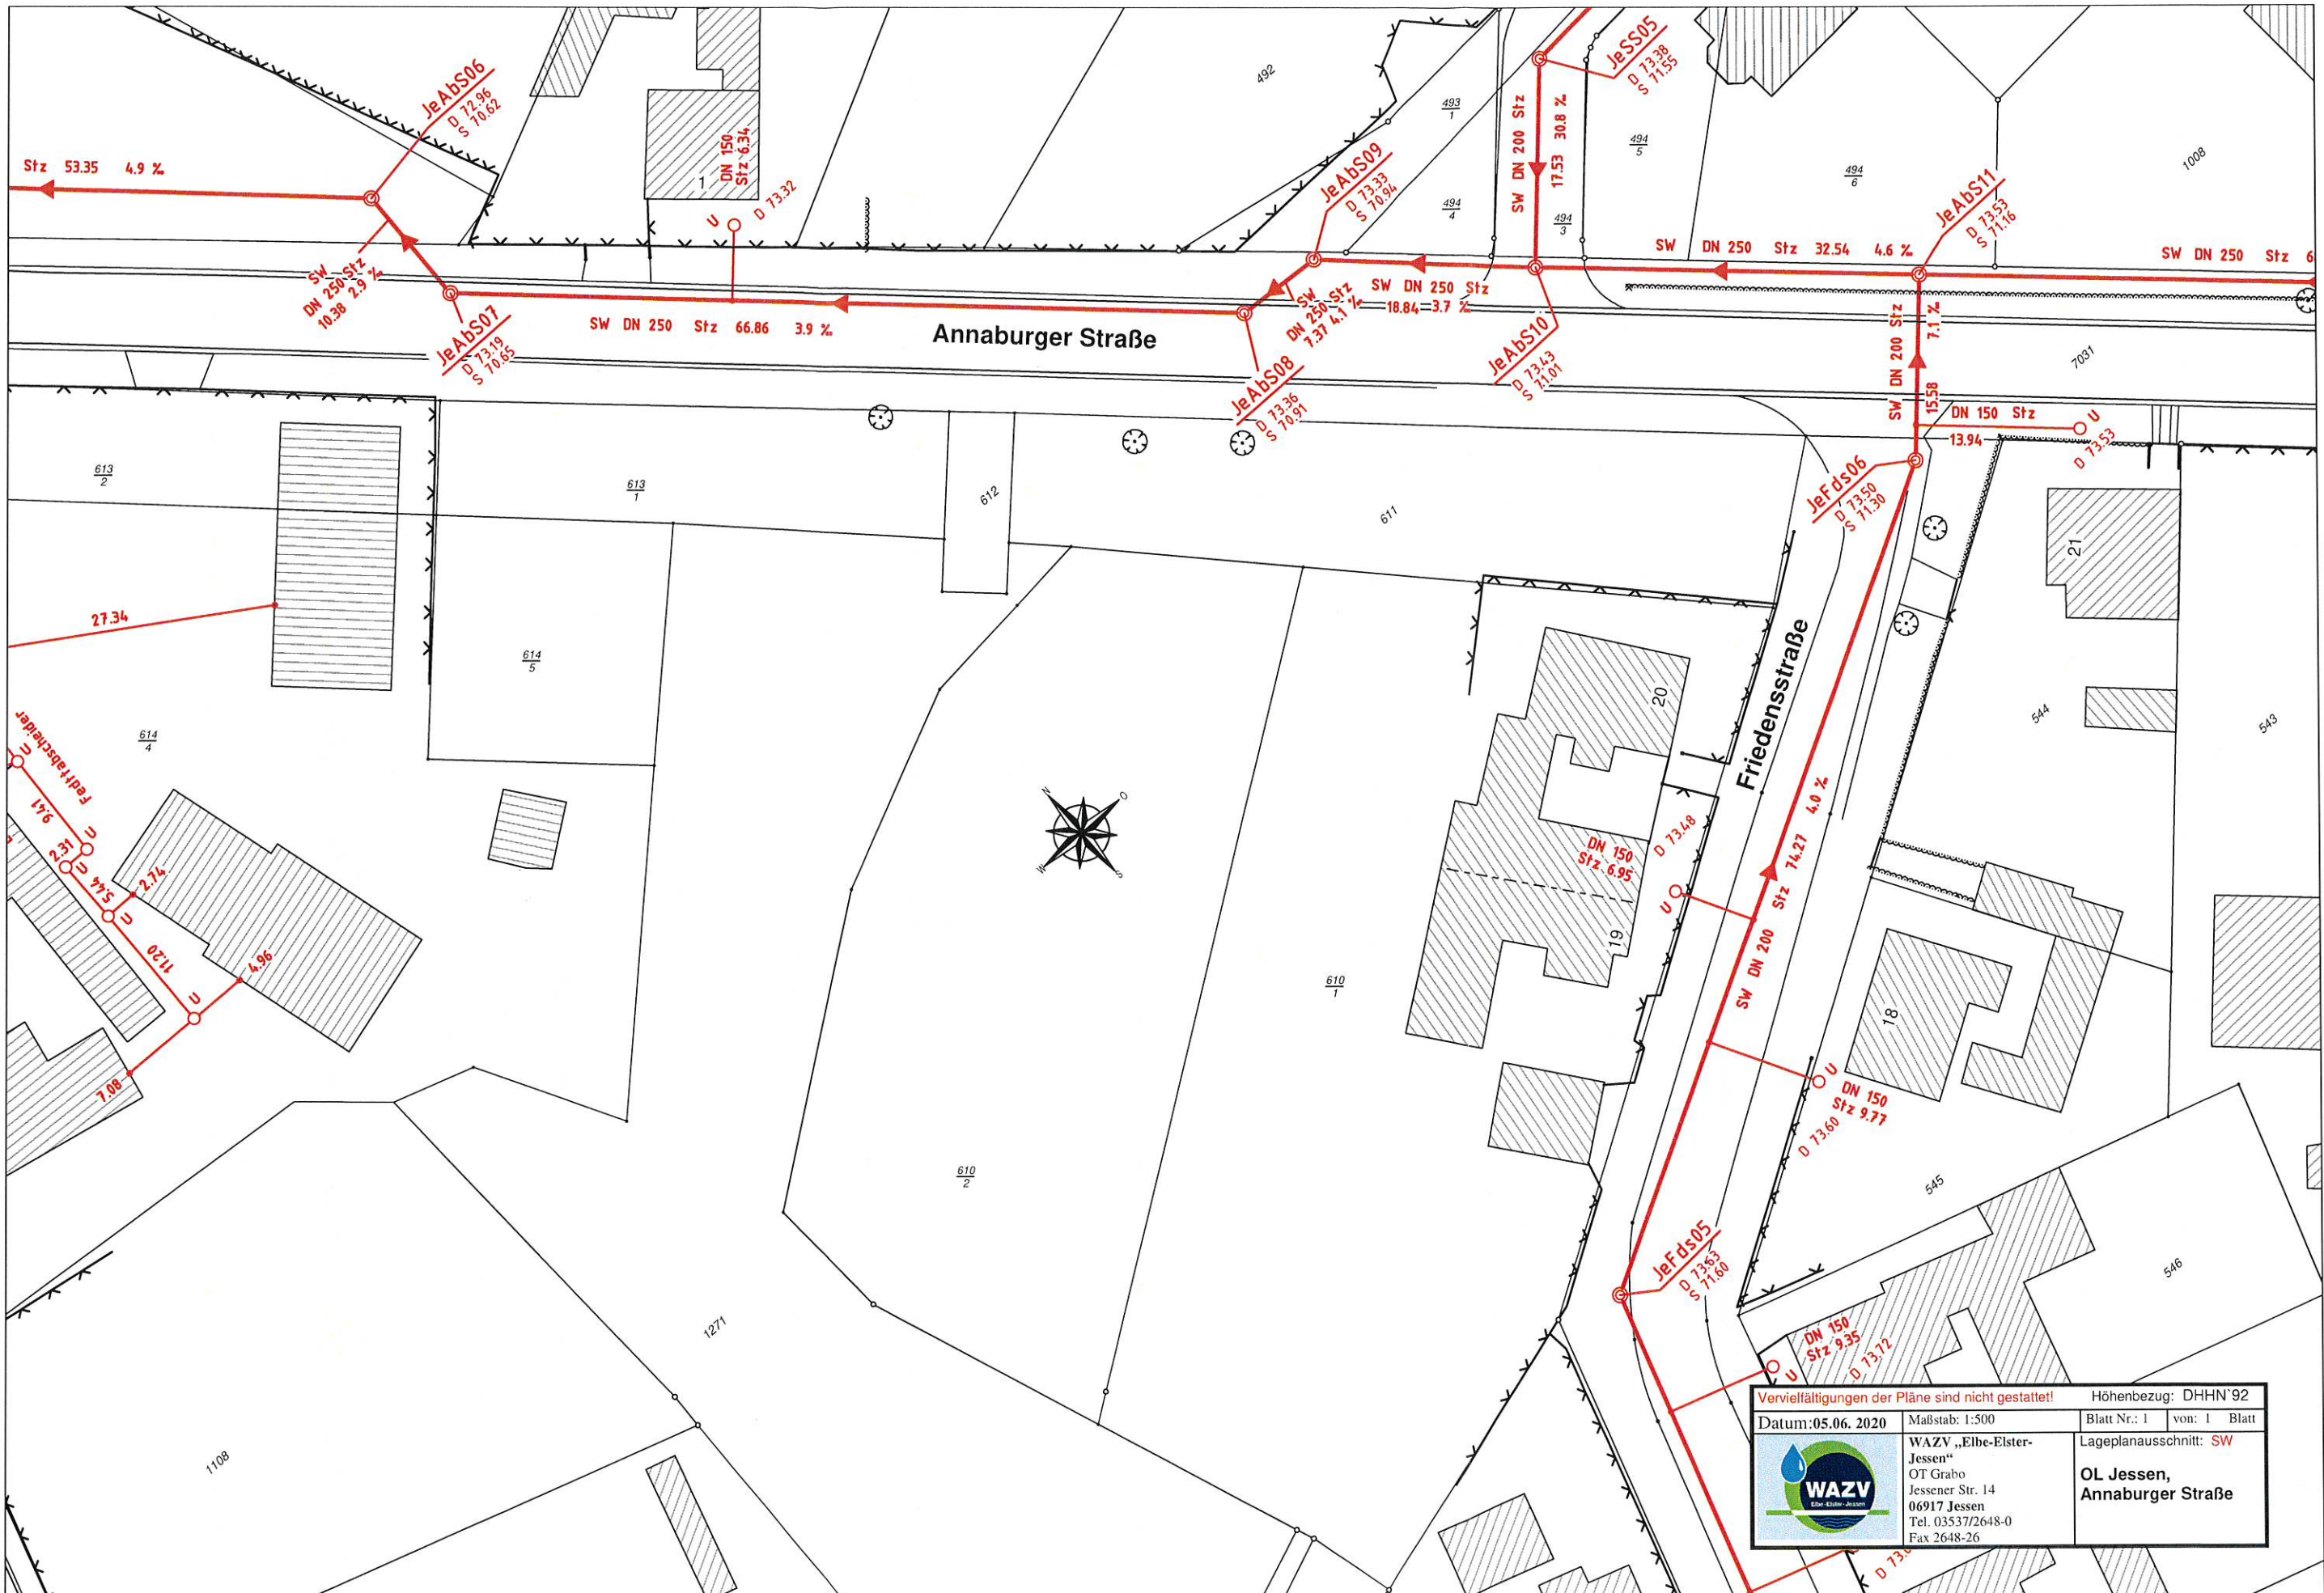 JeAbS06
D 72.96
S 70.62
Stz 53.35 4.9 ‰
SW
DN 250 Stz
10.38 2.9 ‰
JeAbS07
D 73.19
S 70.65
1
DN 150
Stz 6.34
U
D 73.32
SW DN 250 Stz 66.86 3.9 ‰
Annaburger Straße
492
493
1
494
4
494
3
494
5
494
6
1008
JeSS05
D 73.38
S 71.55
SW DN 200 Stz
17.53 30.8 ‰
JeAbS09
D 73.33
S 70.94
SW
DN 250 Stz
7.37 4.1 ‰
JeAbS08
D 73.36
S 70.91
SW DN 250 Stz
18.84 3.7 ‰
JeAbS10
D 73.43
S 71.01
SW DN 250 Stz 32.54 4.6 ‰
JeAbS11
D 73.53
S 71.16
SW DN 250 Stz 6
SW DN 200 Stz
15.58 7.1 ‰
7031
DN 150 Stz
13.94
U
D 73.53
JeFds06
D 73.50
S 71.30
613
2
613
1
612
611
21
27.34
614
5
614
4
20
Friedensstraße
544
543
Fedttabscheider
U
9.41
U
2.31
U
5.44
2.74
U
11.20
4.96
U
7.08
N
O
W
S
DN 150
Stz 6.95
D 73.48
U
19
SW DN 200 Stz 74.27 4.0 ‰
18
610
1
U
DN 150
Stz 9.77
D 73.60
610
2
545
546
JeFds05
D 73.63
S 71.60
1271
1108
DN 150
Stz 9.35
U
D 73.72
Vervielfältigungen der Pläne sind nicht gestattet! Höhenbezug: DHHN`92
Datum:05.06. 2020 Maßstab: 1:500 Blatt Nr.: 1 von: 1 Blatt
WAZV
Elbe-Elster-Jessen
WAZV „Elbe-Elster-
Jessen“
OT Grabo
Jessener Str. 14
06917 Jessen
Tel. 03537/2648-0
Fax 2648-26
Lageplanausschnitt: SW
OL Jessen,
Annaburger Straße